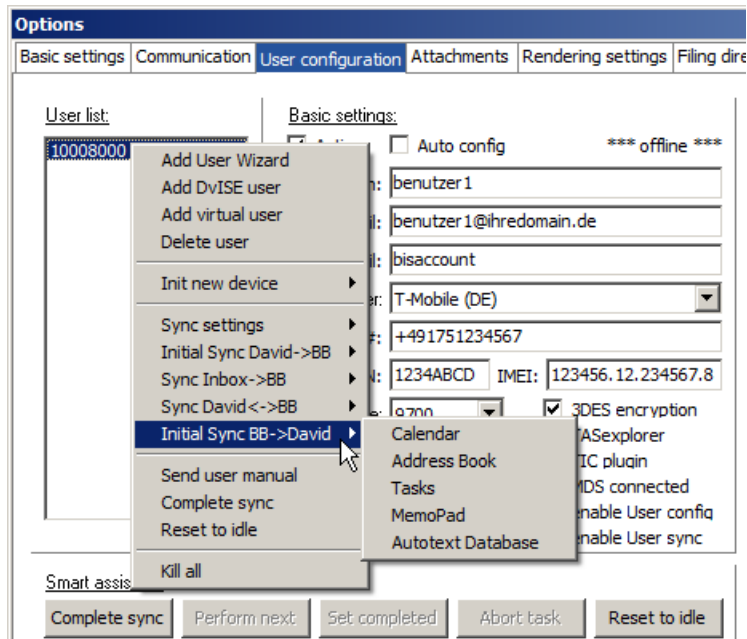 Options
Basic settings Communication User configuration Attachments Rendering settings Filing dire
User list:
Basic settings:
10008000
Auto config *** offline ***
benutzer1
benutzer1@ihredomain.de
bisaccount
T-Mobile (DE)
+491751234567
1234ABCD IMEI: 123456.12.234567.8
9700 3DES encryption
TASexplorer
TIC plugin
MDS connected
enable User config
enable User sync
Add User Wizard
Add DvISE user
Add virtual user
Delete user
Init new device
Sync settings
Initial Sync David->BB
Sync Inbox->BB
Sync David<->BB
Initial Sync BB->David
Send user manual
Complete sync
Reset to idle
Kill all
Calendar
Address Book
Tasks
MemoPad
Autotext Database
Smart assis
Complete sync Perform next Set completed Abort task Reset to idle